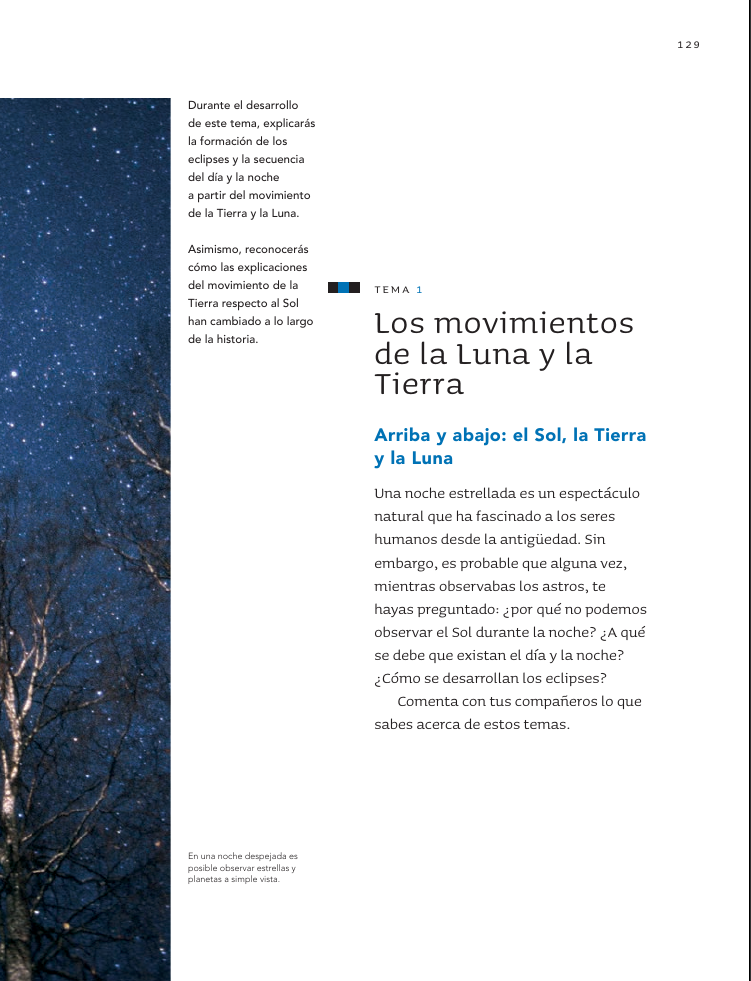 129
Durante el desarrollo
de este tema, explicarás
la formación de los
eclipses y la secuencia
del día y la noche
a partir del movimiento
de la Tierra y la Luna.
Asimismo, reconocerás
cómo las explicaciones
del movimiento de la
Tierra respecto al Sol
han cambiado a lo largo
de la historia.
TEMA 1
Los movimientos
de la Luna y la
Tierra
Arriba y abajo: el Sol, la Tierra
y la Luna
Una noche estrellada es un espectáculo
natural que ha fascinado a los seres
humanos desde la antigüedad. Sin
embargo, es probable que alguna vez,
mientras observabas los astros, te
hayas preguntado: ¿por qué no podemos
observar el Sol durante la noche? ¿A qué
se debe que existan el día y la noche?
¿Cómo se desarrollan los eclipses?
Comenta con tus compañeros lo que
sabes acerca de estos temas.
En una noche despejada es
posible observar estrellas y
planetas a simple vista.